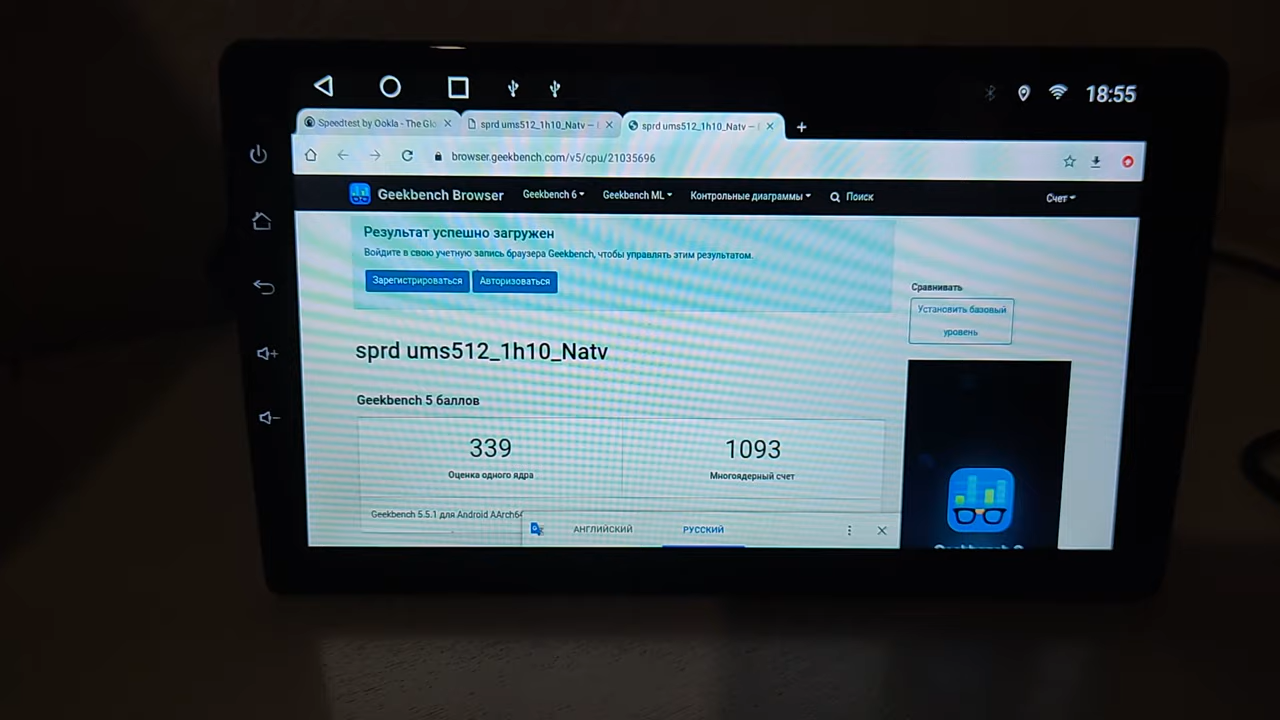 18:55
Speedtest by Ookla - The Glo
sprd ums512_1h10_Natv –
sprd ums512_1h10_Natv –
browser.geekbench.com/v5/cpu/21035696
Geekbench Browser Geekbench 6 Geekbench ML Контрольные диаграммы Поиск Счет
Результат успешно загружен
Войдите в свою учетную запись браузера Geekbench, чтобы управлять этим результатом.
Зарегистрироваться Авторизоваться
Сравнивать
Установить базовый
уровень
sprd ums512_1h10_Natv
Geekbench 5 баллов
339 1093
Оценка одного ядра Многоядерный счет
Geekbench 5.5.1 для Android AArch64
АНГЛИЙСКИЙ РУССКИЙ